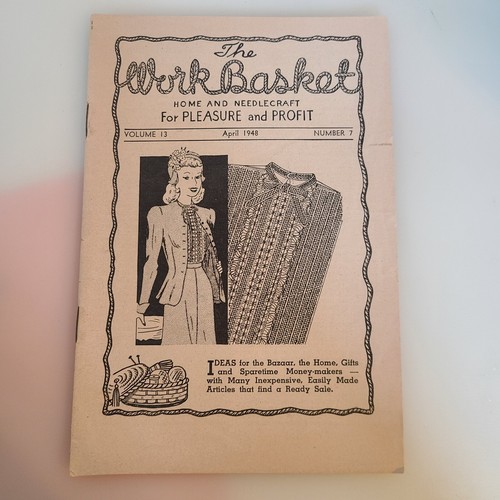 The
Work Basket
HOME AND NEEDLECRAFT
For PLEASURE and PROFIT
VOLUME 13 April 1948 NUMBER 7
IDEAS for the Bazaar, the Home, Gifts
and Sparetime Money-makers —
with Many Inexpensive, Easily Made
Articles that find a Ready Sale.